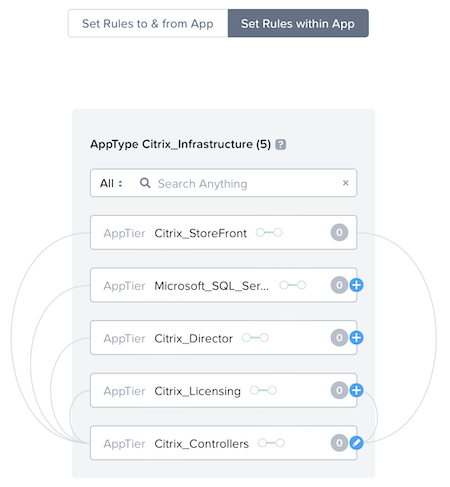 Set Rules to & from App Set Rules within App
AppType Citrix_Infrastructure (5) ?
All Search Anything ×
AppTier Citrix_StoreFront 0
AppTier Microsoft_SQL_Ser... 0
AppTier Citrix_Director 0
AppTier Citrix_Licensing 0
AppTier Citrix_Controllers 0